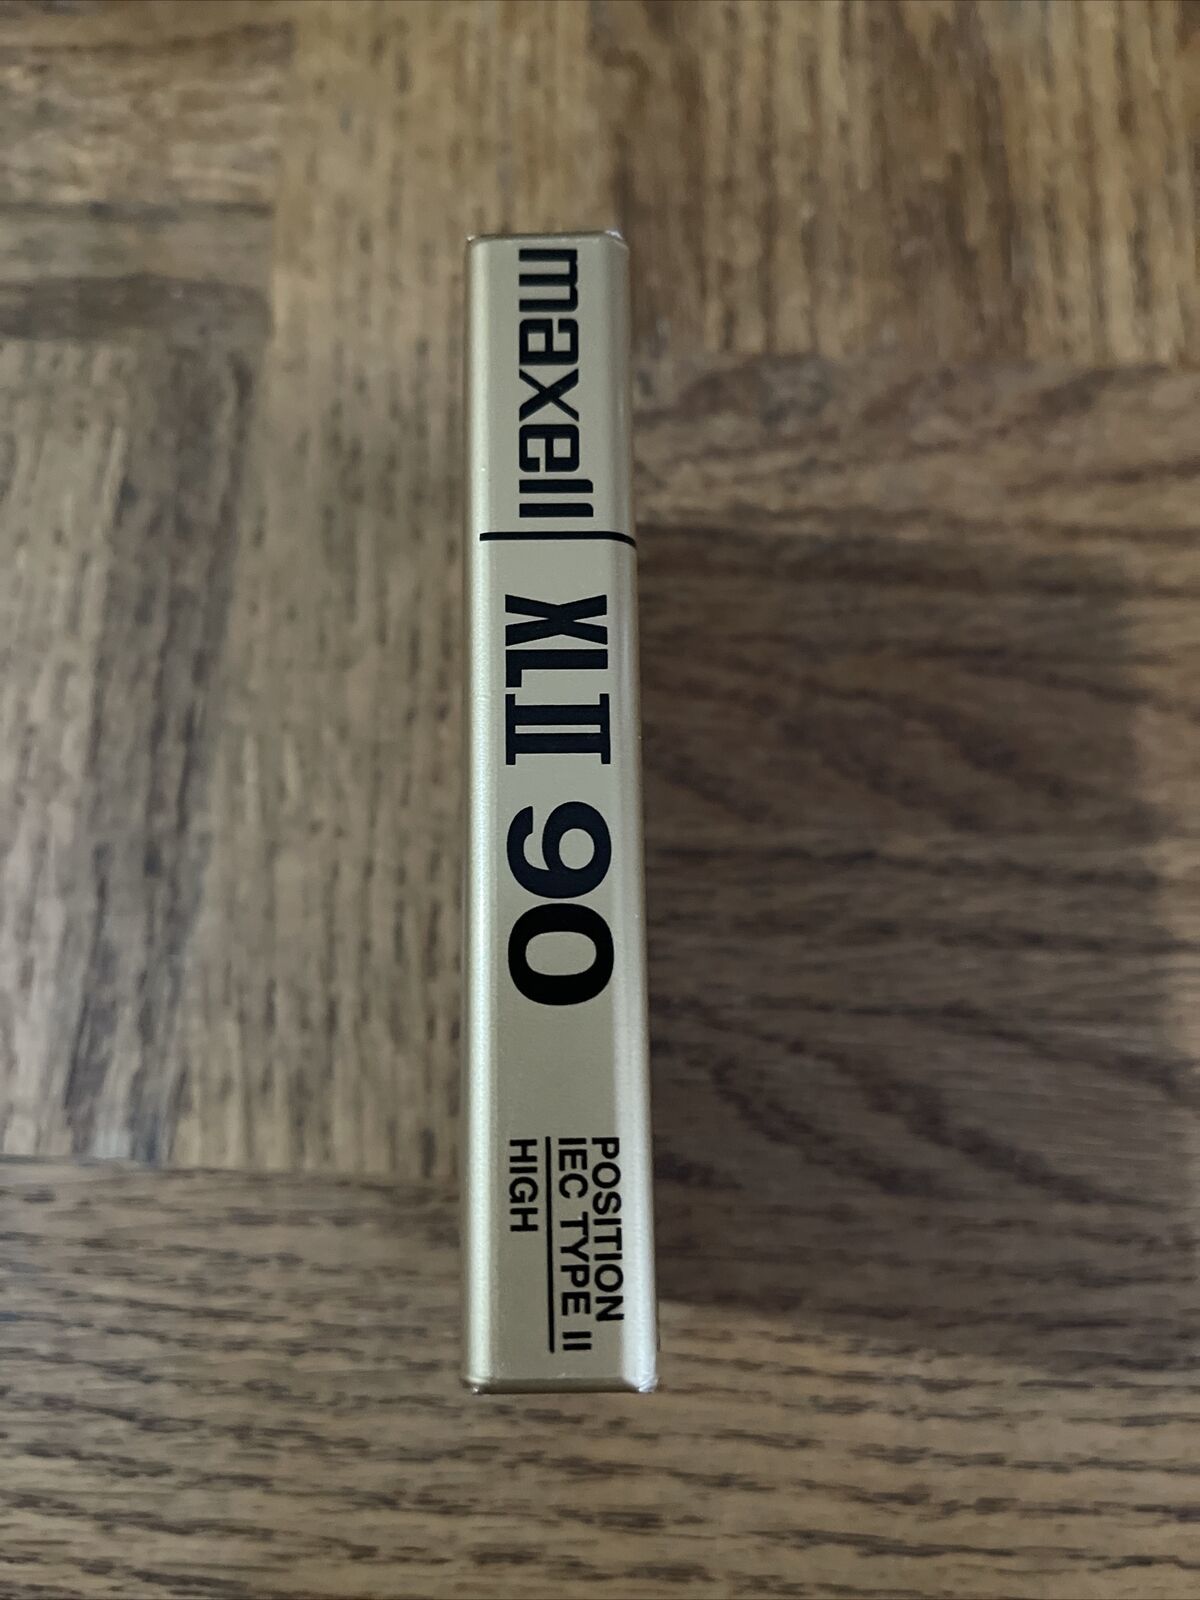 maxell XLII 90
POSITION
IEC TYPE II
HIGH